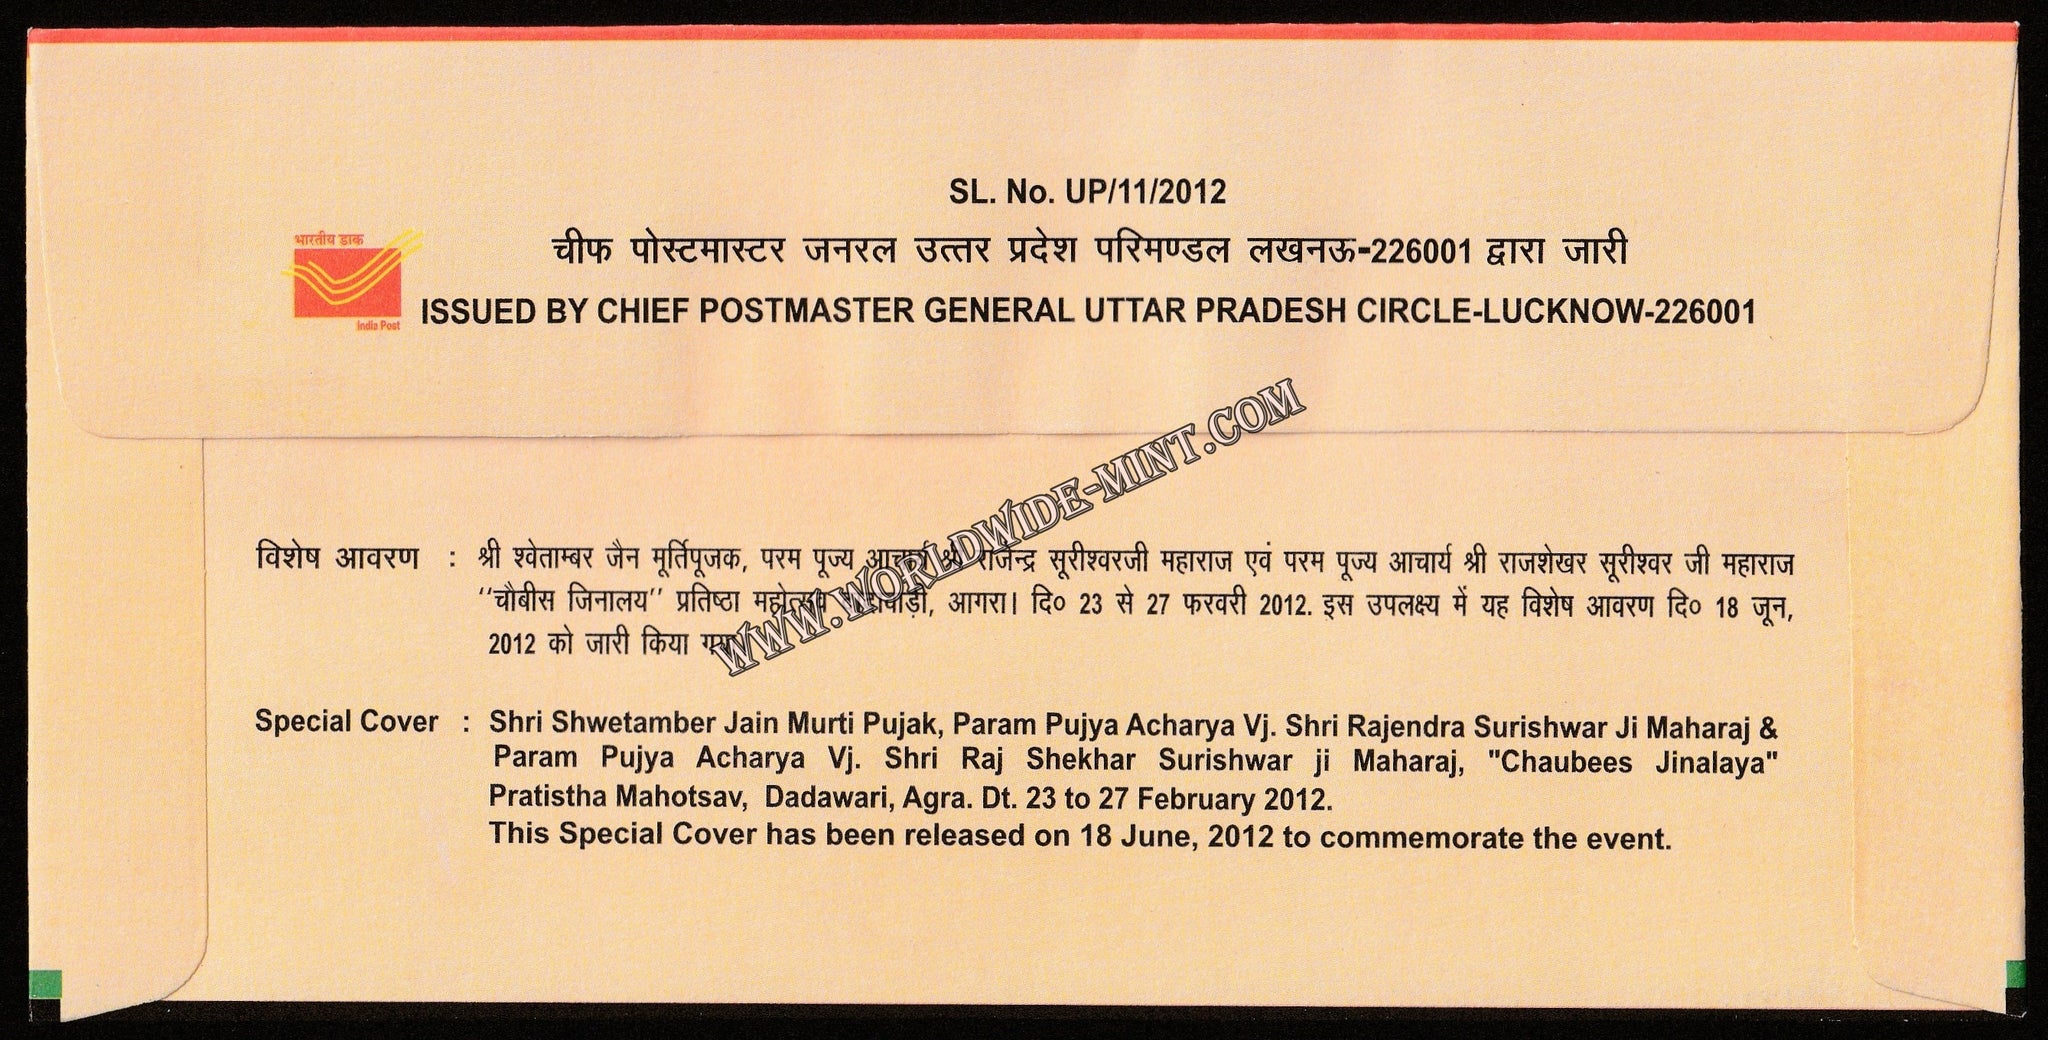 SL. No. UP/11/2012
भारतीय डाक
चीफ पोस्टमास्टर जनरल उत्तर प्रदेश परिमण्डल लखनऊ-226001 द्वारा जारी
ISSUED BY CHIEF POSTMASTER GENERAL UTTAR PRADESH CIRCLE-LUCKNOW-226001
India Post
WWW.WORLDWIDE-MINT.COM
विशेष आवरण : श्री श्वेताम्बर जैन मूर्तिपूजक, परम पूज्य आचार्य श्री राजेन्द्र सूरीश्वरजी महाराज एवं परम पूज्य आचार्य श्री राजशेखर सूरीश्वर जी महाराज
"चौबीस जिनालय" प्रतिष्ठा महोत्सव आगरा। दि० 23 से 27 फरवरी 2012. इस उपलक्ष्य में यह विशेष आवरण दि० 18 जून,
2012 को जारी किया गया
Special Cover : Shri Shwetamber Jain Murti Pujak, Param Pujya Acharya Vj. Shri Rajendra Surishwar Ji Maharaj &
Param Pujya Acharya Vj. Shri Raj Shekhar Surishwar ji Maharaj, "Chaubees Jinalaya"
Pratistha Mahotsav, Dadawari, Agra. Dt. 23 to 27 February 2012.
This Special Cover has been released on 18 June, 2012 to commemorate the event.